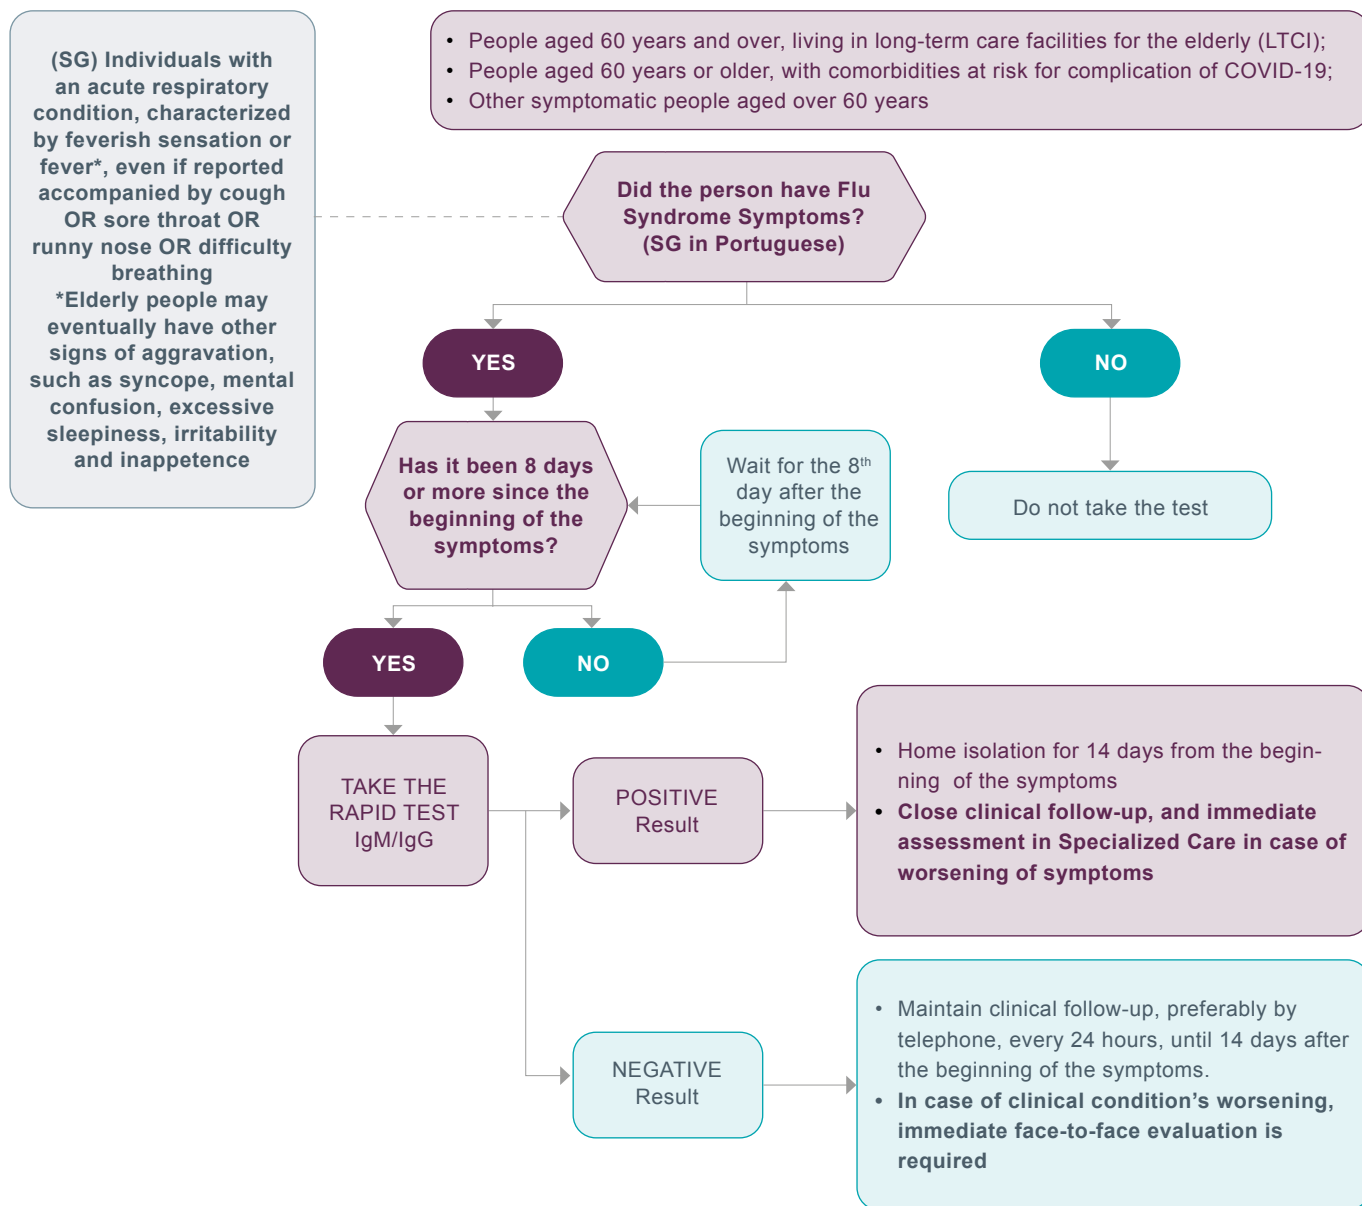 (SG) Individuals with
an acute respiratory
condition, characterized
by feverish sensation or
fever*, even if reported
accompanied by cough
OR sore throat OR
runny nose OR difficulty
breathing
*Elderly people may
eventually have other
signs of aggravation,
such as syncope, mental
confusion, excessive
sleepiness, irritability
and inappetence
• People aged 60 years and over, living in long-term care facilities for the elderly (LTCI);
• People aged 60 years or older, with comorbidities at risk for complication of COVID-19;
• Other symptomatic people aged over 60 years
Did the person have Flu
Syndrome Symptoms?
(SG in Portuguese)
YES
NO
Has it been 8 days
or more since the
beginning of the
symptoms?
Wait for the 8th
day after the
beginning of the
symptoms
Do not take the test
YES
NO
TAKE THE
RAPID TEST
IgM/IgG
POSITIVE
Result
• Home isolation for 14 days from the begin-
ning of the symptoms
• Close clinical follow-up, and immediate
assessment in Specialized Care in case of
worsening of symptoms
NEGATIVE
Result
• Maintain clinical follow-up, preferably by
telephone, every 24 hours, until 14 days after
the beginning of the symptoms.
• In case of clinical condition’s worsening,
immediate face-to-face evaluation is
required